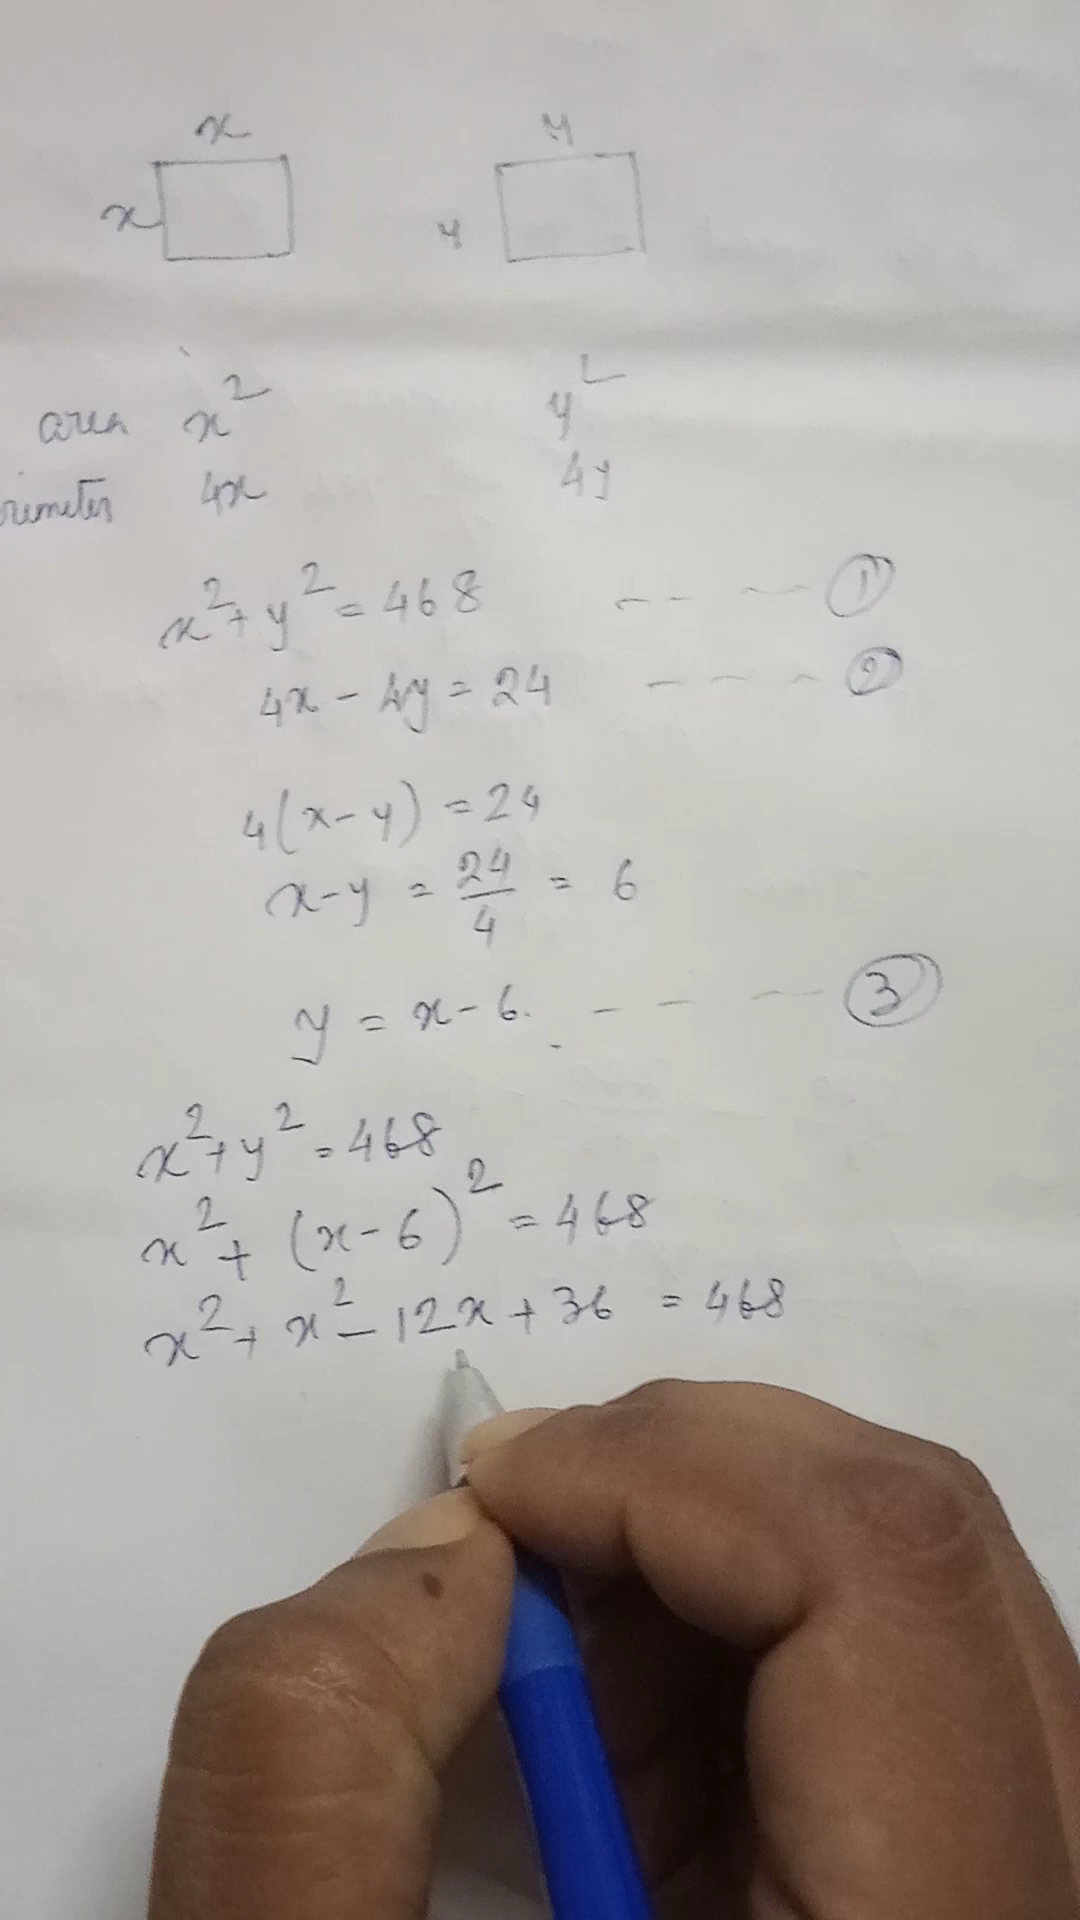 x y
x y
area x² y²
rimeter 4x 4y
x² + y² = 468 -- -- ①
4x - 4y = 24 - - - ②
4(x-y) = 24
x-y = 24/4 = 6
y = x-6. - - - ③
x² + y² = 468
x² + (x-6)² = 468
x² + x² - 12x + 36 = 468